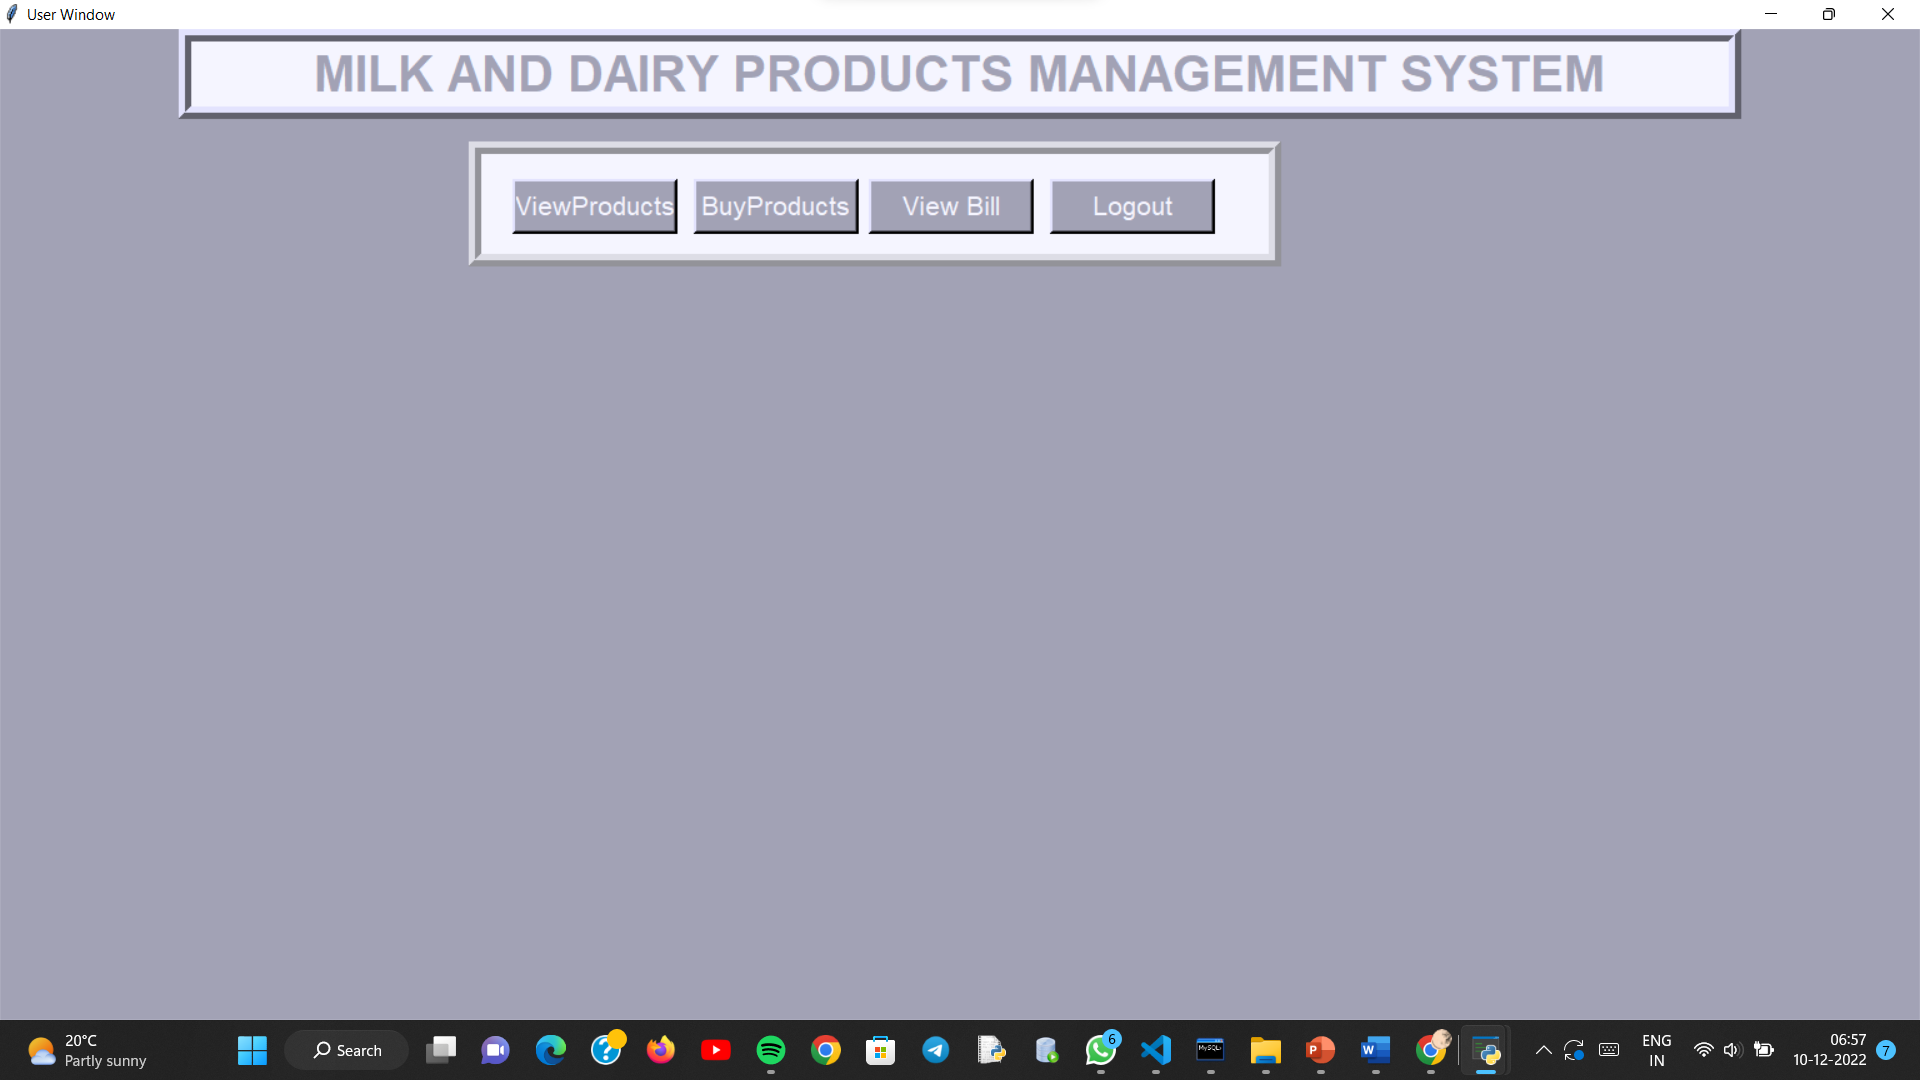 User Window
MILK AND DAIRY PRODUCTS MANAGEMENT SYSTEM
ViewProducts BuyProducts View Bill Logout
20°C
Partly sunny
Search
6
MySQL
P
W
ENG
IN
06:57
10-12-2022
7